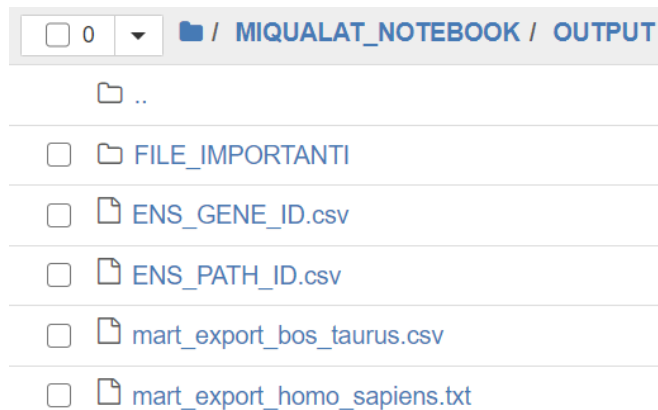 0 / MIQUALAT_NOTEBOOK / OUTPUT
..
FILE_IMPORTANTI
ENS_GENE_ID.csv
ENS_PATH_ID.csv
mart_export_bos_taurus.csv
mart_export_homo_sapiens.txt